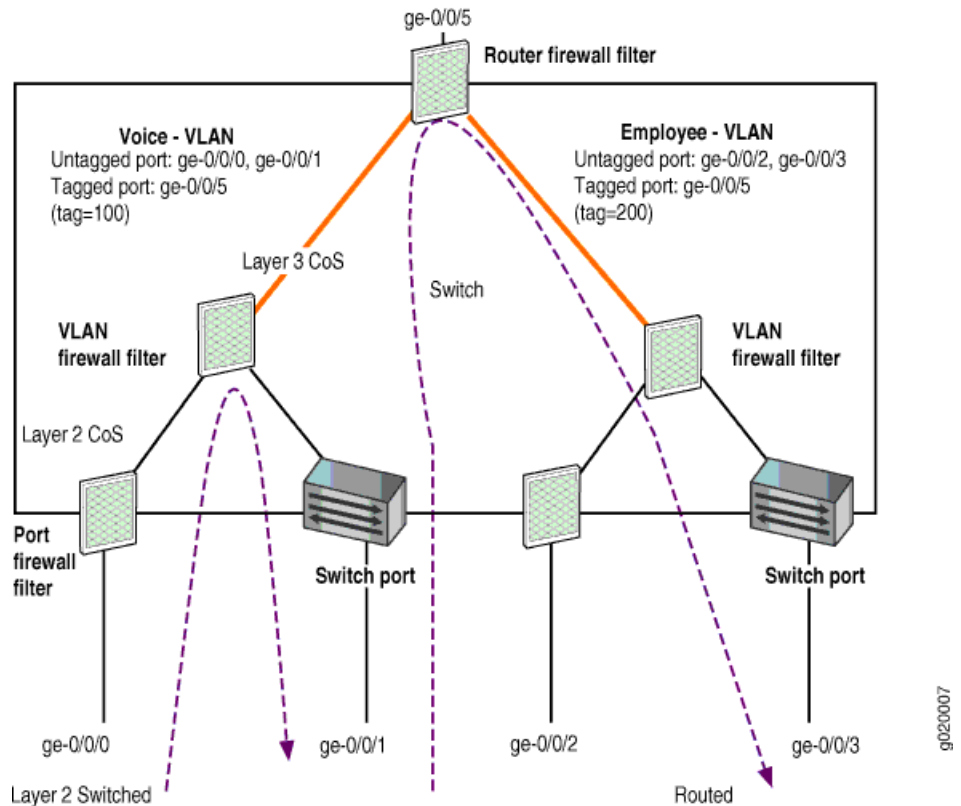 ge-0/0/5
Router firewall filter
Voice - VLAN
Untagged port: ge-0/0/0, ge-0/0/1
Tagged port: ge-0/0/5
(tag=100)
Employee - VLAN
Untagged port: ge-0/0/2, ge-0/0/3
Tagged port: ge-0/0/5
(tag=200)
Layer 3 CoS
Switch
VLAN
firewall filter
VLAN
firewall filter
Layer 2 CoS
Port
firewall
filter
Switch port
Switch port
ge-0/0/0
ge-0/0/1
ge-0/0/2
ge-0/0/3
Layer 2 Switched
Routed
g020007